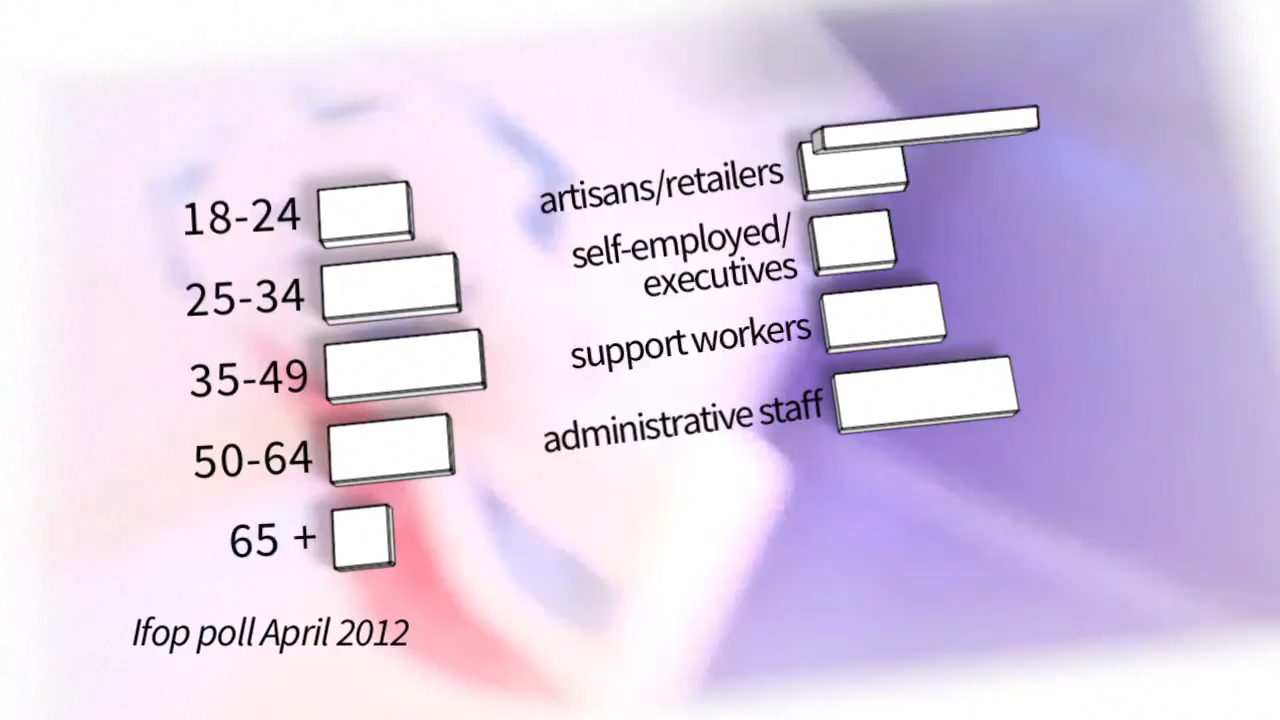 18-24
25-34
35-49
50-64
65 +
artisans/retailers
self-employed/
executives
support workers
administrative staff
Ifop poll April 2012